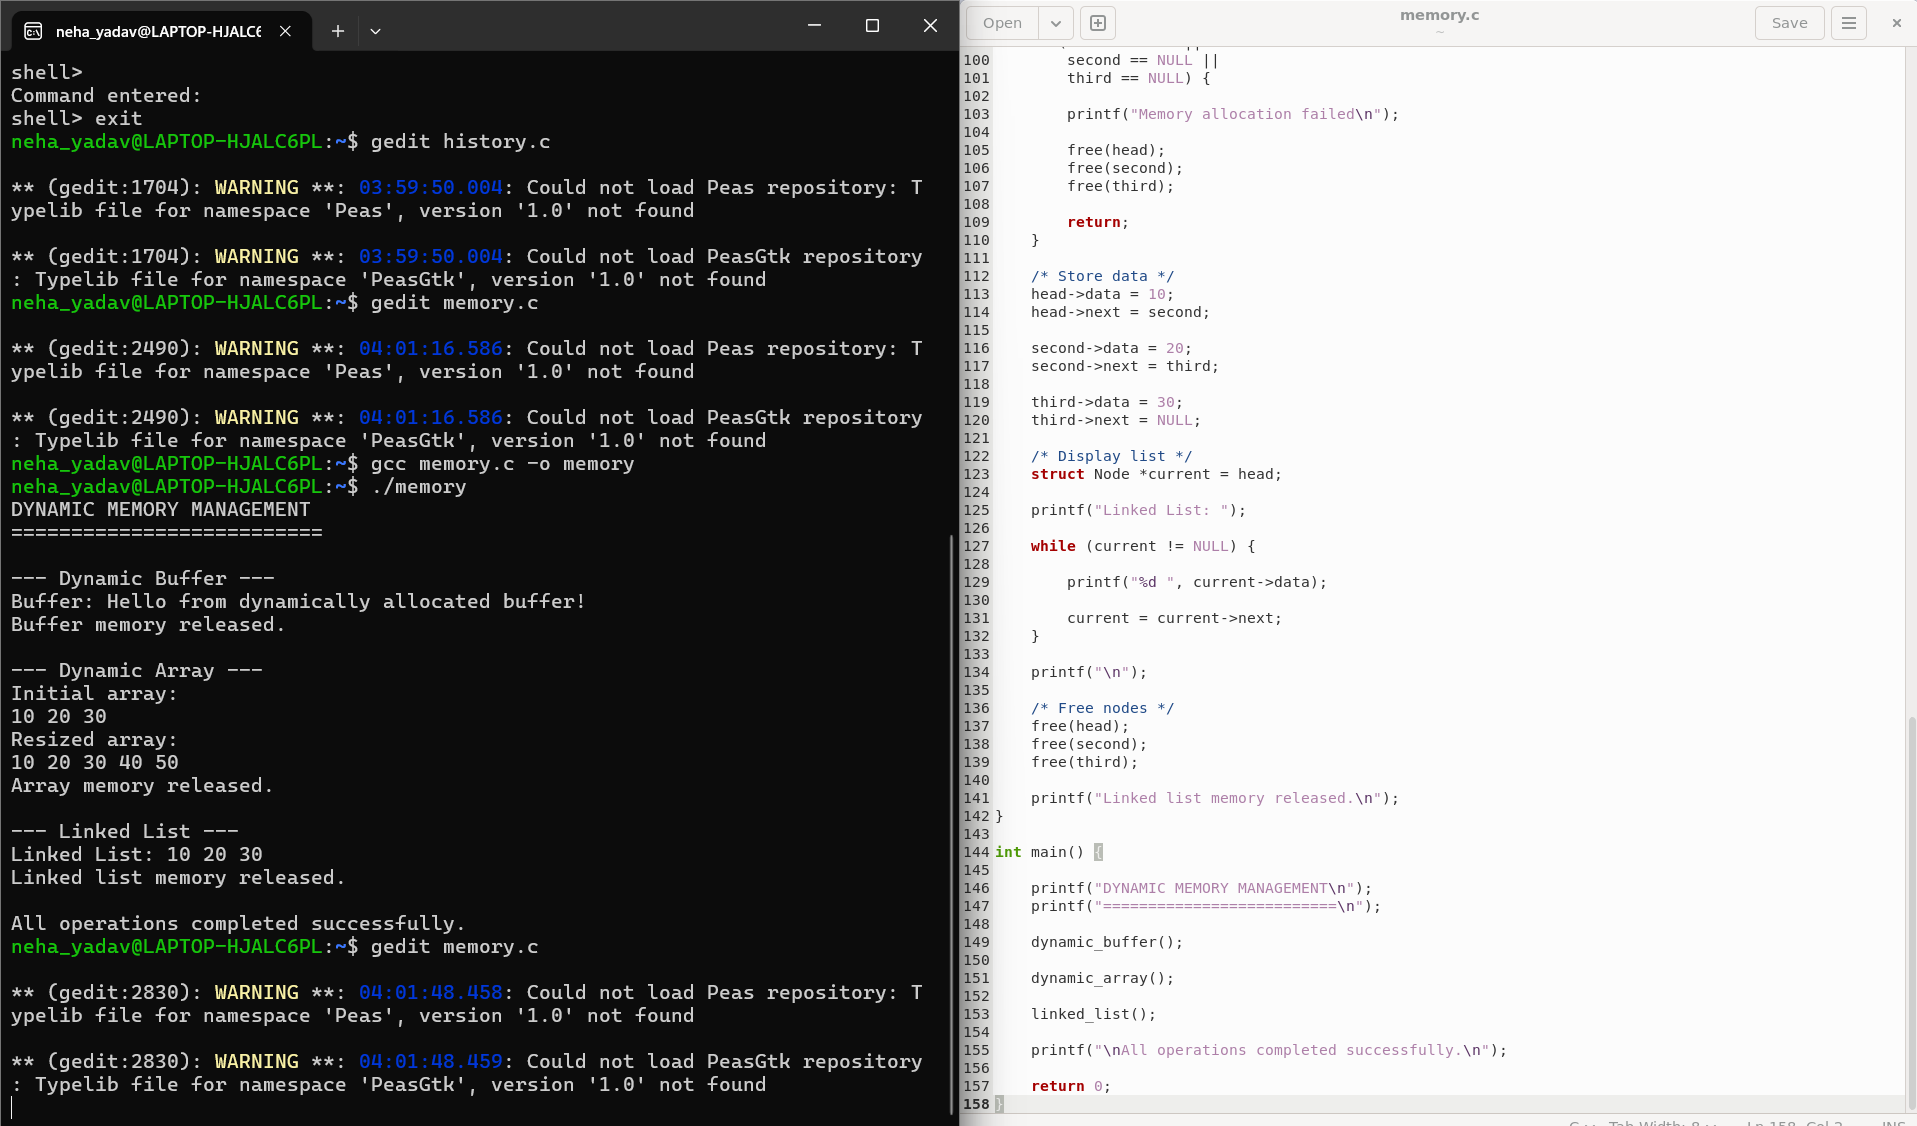 neha_yadav@LAPTOP-HJALC6
shell>
Command entered:
shell> exit
neha_yadav@LAPTOP-HJALC6PL:~$ gedit history.c
** (gedit:1704): WARNING **: 03:59:50.004: Could not load Peas repository: T
ypelib file for namespace 'Peas', version '1.0' not found
** (gedit:1704): WARNING **: 03:59:50.004: Could not load PeasGtk repository
: Typelib file for namespace 'PeasGtk', version '1.0' not found
neha_yadav@LAPTOP-HJALC6PL:~$ gedit memory.c
** (gedit:2490): WARNING **: 04:01:16.586: Could not load Peas repository: T
ypelib file for namespace 'Peas', version '1.0' not found
** (gedit:2490): WARNING **: 04:01:16.586: Could not load PeasGtk repository
: Typelib file for namespace 'PeasGtk', version '1.0' not found
neha_yadav@LAPTOP-HJALC6PL:~$ gcc memory.c -o memory
neha_yadav@LAPTOP-HJALC6PL:~$ ./memory
DYNAMIC MEMORY MANAGEMENT
==========================
--- Dynamic Buffer ---
Buffer: Hello from dynamically allocated buffer!
Buffer memory released.
--- Dynamic Array ---
Initial array:
10 20 30
Resized array:
10 20 30 40 50
Array memory released.
--- Linked List ---
Linked List: 10 20 30
Linked list memory released.
All operations completed successfully.
neha_yadav@LAPTOP-HJALC6PL:~$ gedit memory.c
** (gedit:2830): WARNING **: 04:01:48.458: Could not load Peas repository: T
ypelib file for namespace 'Peas', version '1.0' not found
** (gedit:2830): WARNING **: 04:01:48.459: Could not load PeasGtk repository
: Typelib file for namespace 'PeasGtk', version '1.0' not found
Open
memory.c
~
Save
100 second == NULL ||
101 third == NULL) {
102
103 printf("Memory allocation failed\n");
104
105 free(head);
106 free(second);
107 free(third);
108
109 return;
110 }
111
112 /* Store data */
113 head->data = 10;
114 head->next = second;
115
116 second->data = 20;
117 second->next = third;
118
119 third->data = 30;
120 third->next = NULL;
121
122 /* Display list */
123 struct Node *current = head;
124
125 printf("Linked List: ");
126
127 while (current != NULL) {
128
129 printf("%d ", current->data);
130
131 current = current->next;
132 }
133
134 printf("\n");
135
136 /* Free nodes */
137 free(head);
138 free(second);
139 free(third);
140
141 printf("Linked list memory released.\n");
142 }
143
144 int main() {
145
146 printf("DYNAMIC MEMORY MANAGEMENT\n");
147 printf("==========================\n");
148
149 dynamic_buffer();
150
151 dynamic_array();
152
153 linked_list();
154
155 printf("\nAll operations completed successfully.\n");
156
157 return 0;
158 }
Tab Width: 8 Ln 158, Col 2 INS